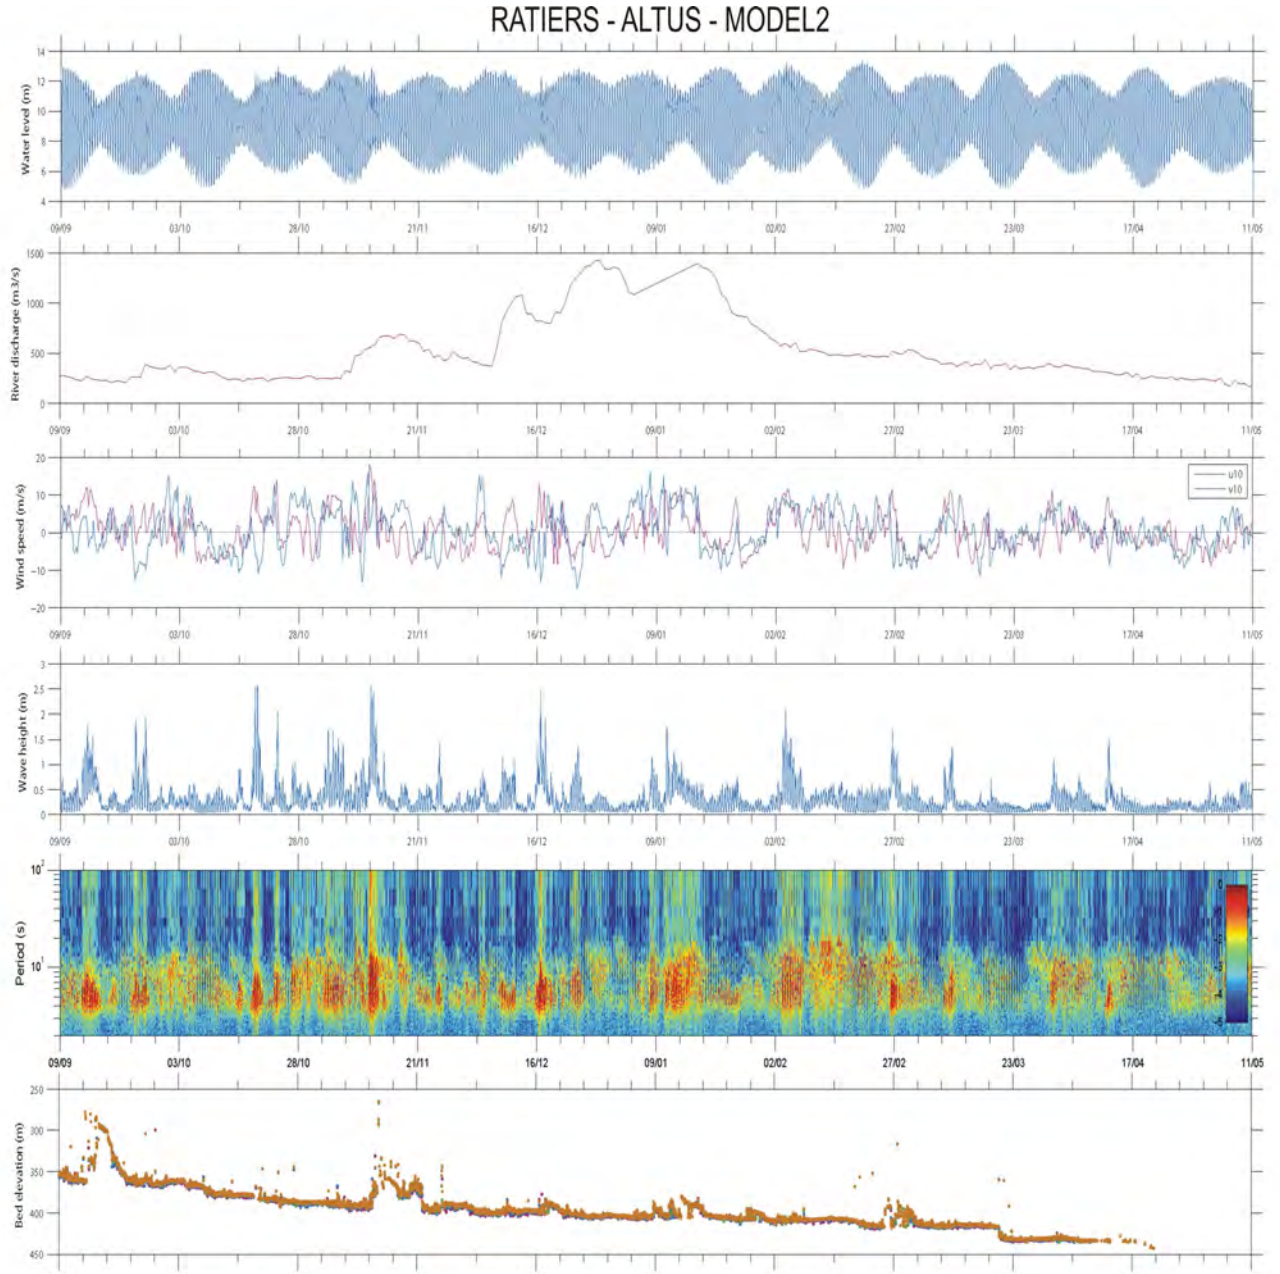 RATIERS - ALTUS - MODEL2
Water level (m)
14
12
10
8
6
4
09/09 03/10 28/10 21/11 16/12 09/01 02/02 27/02 23/03 17/04 11/05
River discharge (m3/s)
1500
1000
500
0
09/09 03/10 28/10 21/11 16/12 09/01 02/02 27/02 23/03 17/04 11/05
Wind speed (m/s)
20
10
0
−10
−20
u10
v10
09/09 03/10 28/10 21/11 16/12 09/01 02/02 27/02 23/03 17/04 11/05
Wave height (m)
3
2.5
2
1.5
1
0.5
0
09/09 03/10 28/10 21/11 16/12 09/01 02/02 27/02 23/03 17/04 11/05
Period (s)
10²
10¹
09/09 03/10 28/10 21/11 16/12 09/01 02/02 27/02 23/03 17/04 11/05
Bed elevation (m)
250
300
350
400
450